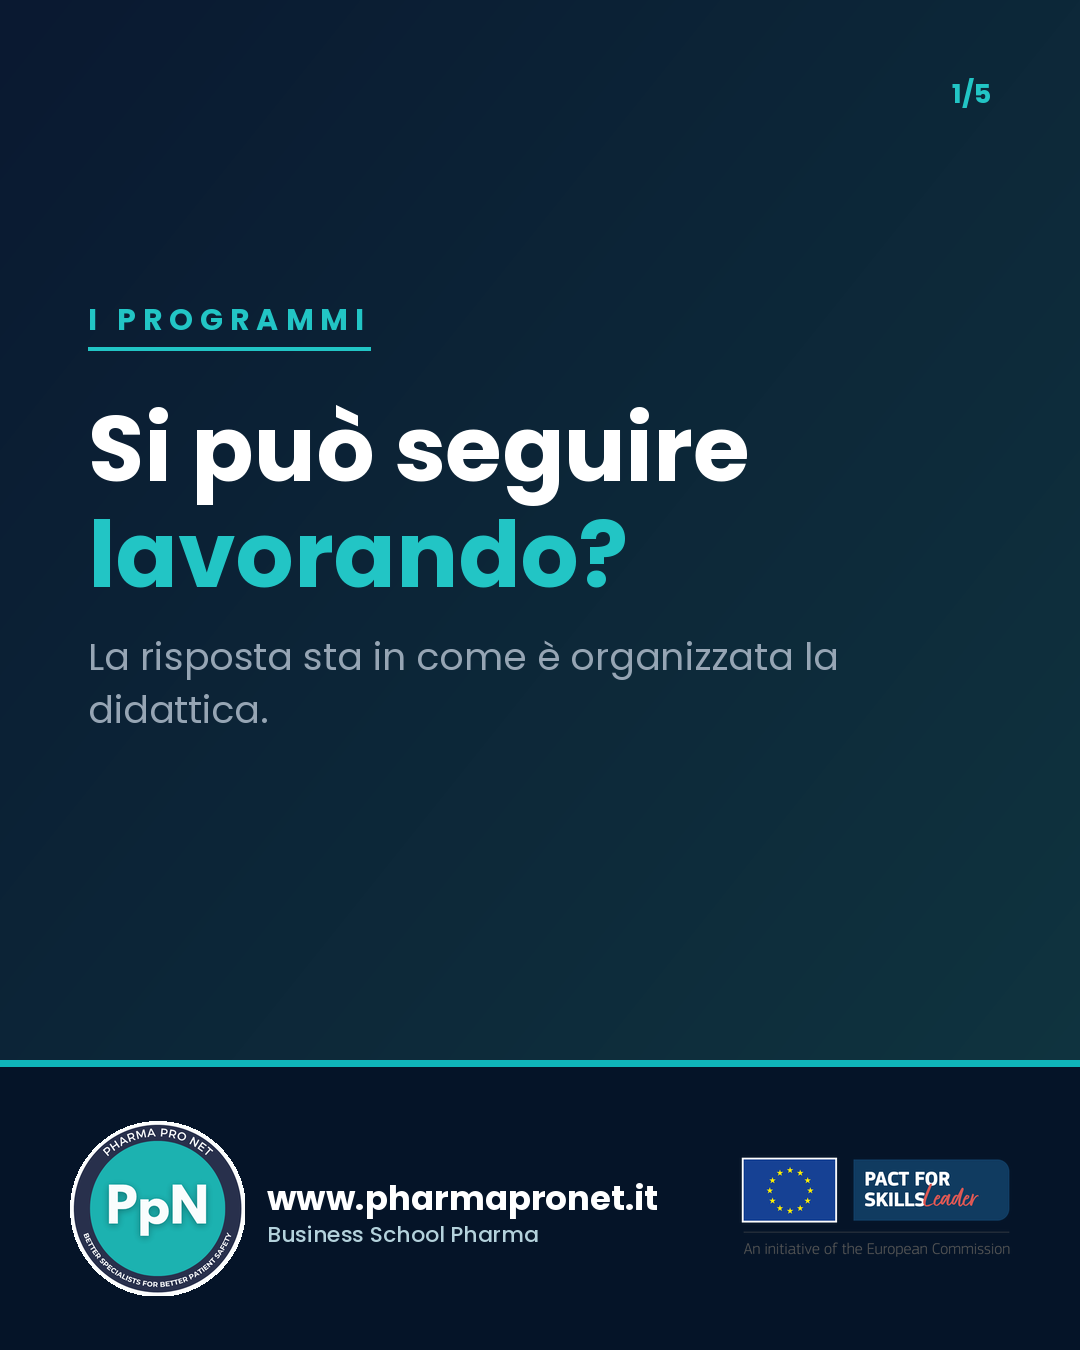 1/5
I PROGRAMMI
Si può seguire
lavorando?
La risposta sta in come è organizzata la
didattica.
PHARMA PRO NET
PpN
BETTER SPECIALISTS FOR BETTER PATIENT SAFETY
www.pharmapronet.it
Business School Pharma
PACT FOR
SKILLS Leader
An initiative of the European Commission